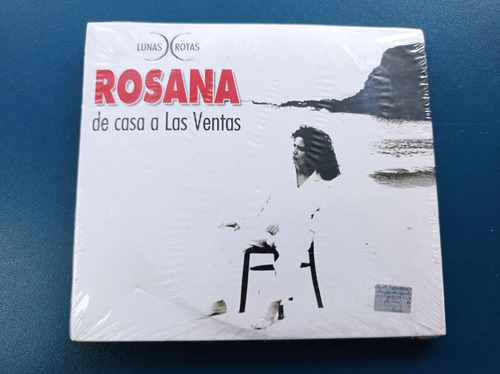 LUNAS ROTAS
ROSANA
de casa a Las Ventas